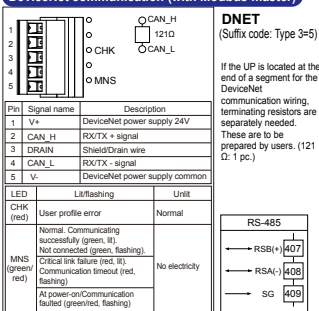 DeviceNet communication (with Modbus master)
CAN_H
121Ω
CAN_L
1
2
3
4
5
CHK
MNS
DNET
(Suffix code: Type 3=5)
If the UP is located at the
end of a segment for the
DeviceNet
communication wiring,
terminating resistors are
separately needed.
These are to be
prepared by users. (121
Ω: 1 pc.)
Pin Signal name Description
1 V+ DeviceNet power supply 24V
2 CAN_H RX/TX + signal
3 DRAIN Shield/Drain wire
4 CAN_L RX/TX - signal
5 V- DeviceNet power supply common
LED Lit/flashing Unlit
CHK
(red) User profile error Normal
MNS
(green/
red)
Normal. Communicating
successfully (green, lit).
Not connected (green, flashing).
Critical link failure (red, lit).
Communication timeout (red,
flashing)
At power-on/Communication
faulted (green/red, flashing)
No electricity
RS-485
RSB(+) 407
RSA(-) 408
SG 409